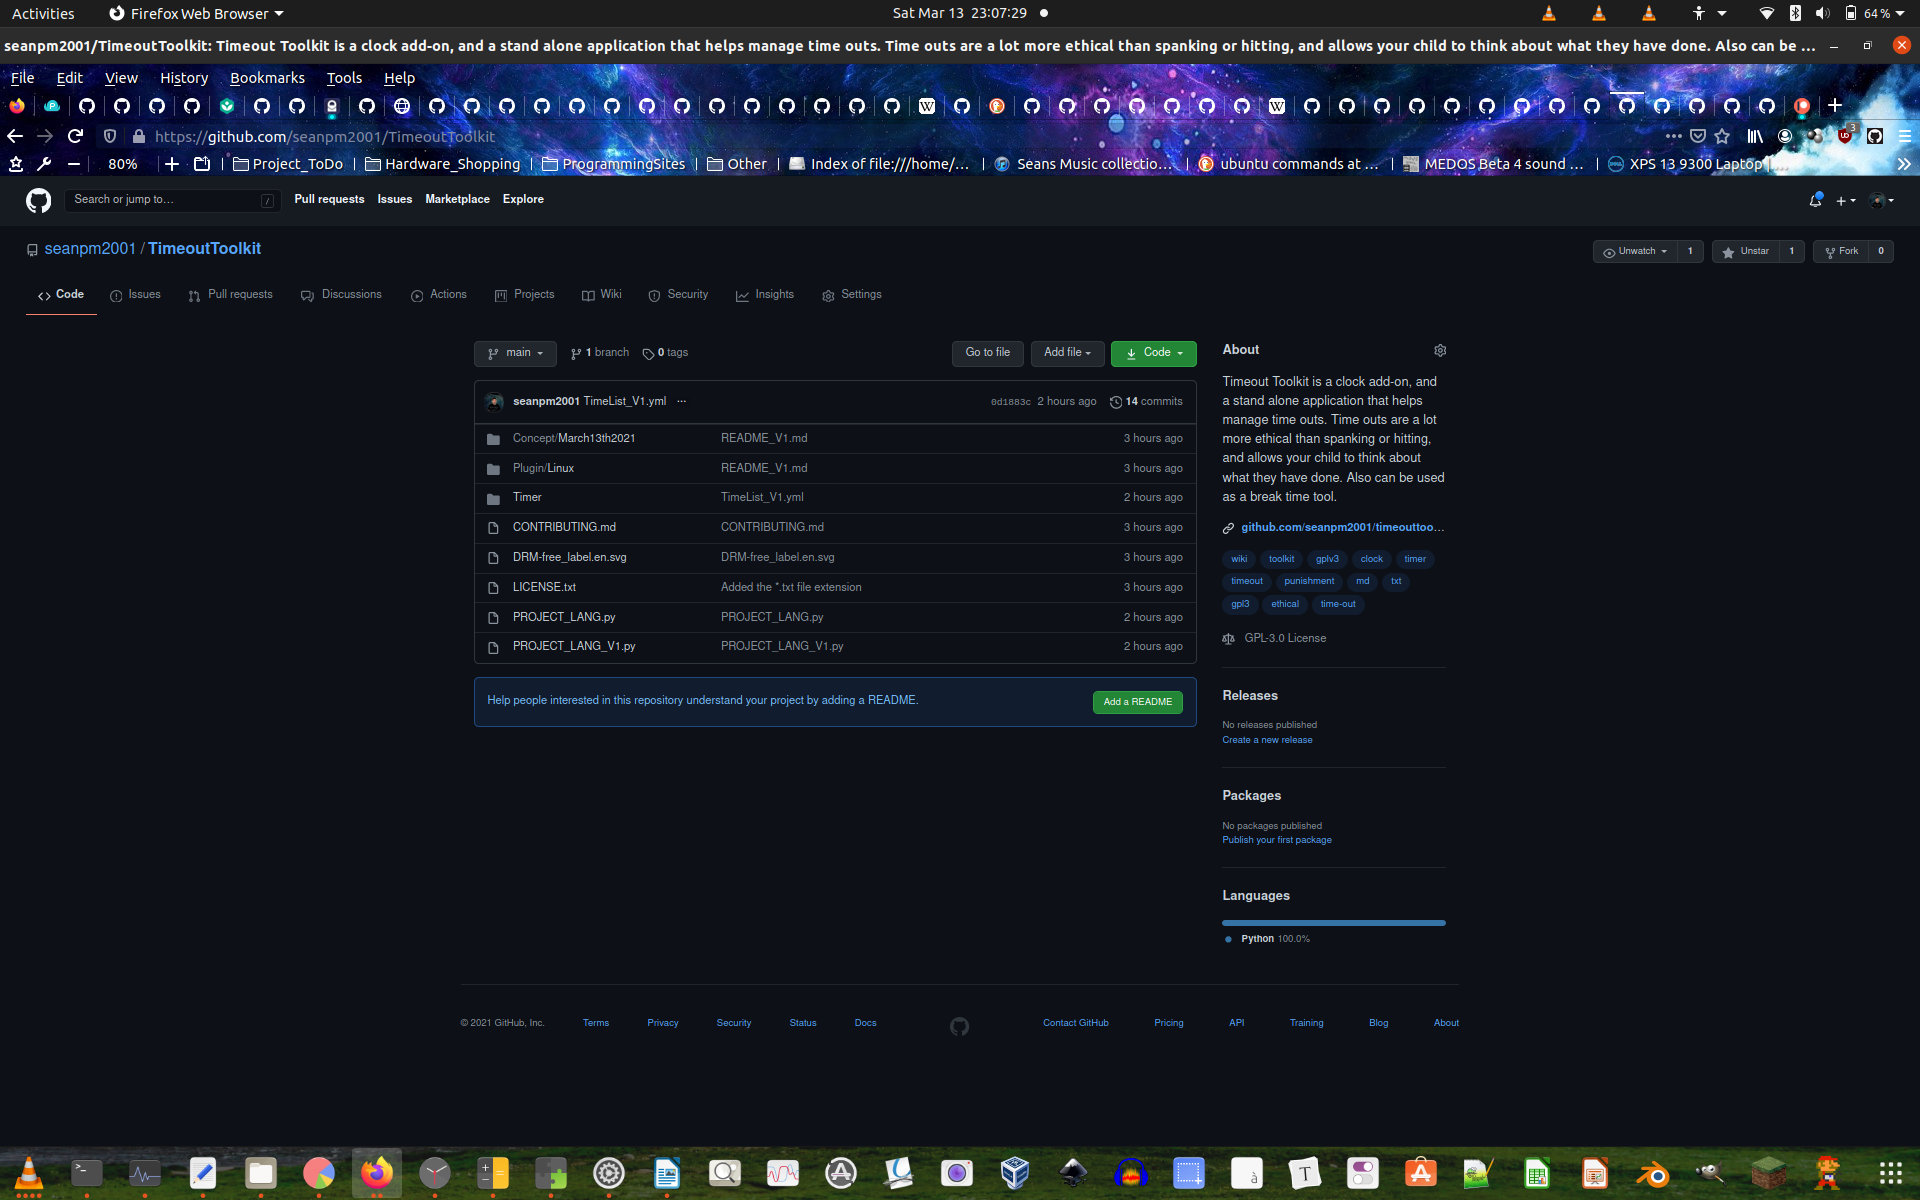 Activities
Firefox Web Browser
Sat Mar 13 23:07:29
64 %
seanpm2001/TimeoutToolkit: Timeout Toolkit is a clock add-on, and a stand alone application that helps manage time outs. Time outs are a lot more ethical than spanking or hitting, and allows your child to think about what they have done. Also can be ...
File Edit View History Bookmarks Tools Help
https://github.com/seanpm2001/TimeoutToolkit
3
80%
Project_ToDo
Hardware_Shopping
ProgrammingSites
Other
Index of file:///home/...
Seans Music collectio...
ubuntu commands at ...
MEDOS Beta 4 sound ...
XPS 13 9300 Laptop
Search or jump to...
/
Pull requests Issues Marketplace Explore
seanpm2001 / TimeoutToolkit
Unwatch 1
Unstar 1
Fork 0
Code Issues Pull requests Discussions Actions Projects Wiki Security Insights Settings
main
1 branch
0 tags
Go to file
Add file
Code
seanpm2001 TimeList_V1.yml ...
0d1883c 2 hours ago
14 commits
Concept/March13th2021 README_V1.md 3 hours ago
Plugin/Linux README_V1.md 3 hours ago
Timer TimeList_V1.yml 2 hours ago
CONTRIBUTING.md CONTRIBUTING.md 3 hours ago
DRM-free_label.en.svg DRM-free_label.en.svg 3 hours ago
LICENSE.txt Added the *.txt file extension 3 hours ago
PROJECT_LANG.py PROJECT_LANG.py 2 hours ago
PROJECT_LANG_V1.py PROJECT_LANG_V1.py 2 hours ago
Help people interested in this repository understand your project by adding a README.
Add a README
About
Timeout Toolkit is a clock add-on, and
a stand alone application that helps
manage time outs. Time outs are a lot
more ethical than spanking or hitting,
and allows your child to think about
what they have done. Also can be used
as a break time tool.
github.com/seanpm2001/timeouttoo...
wiki toolkit gplv3 clock timer
timeout punishment md txt
gpl3 ethical time-out
GPL-3.0 License
Releases
No releases published
Create a new release
Packages
No packages published
Publish your first package
Languages
Python 100.0%
© 2021 GitHub, Inc. Terms Privacy Security Status Docs
Contact GitHub Pricing API Training Blog About